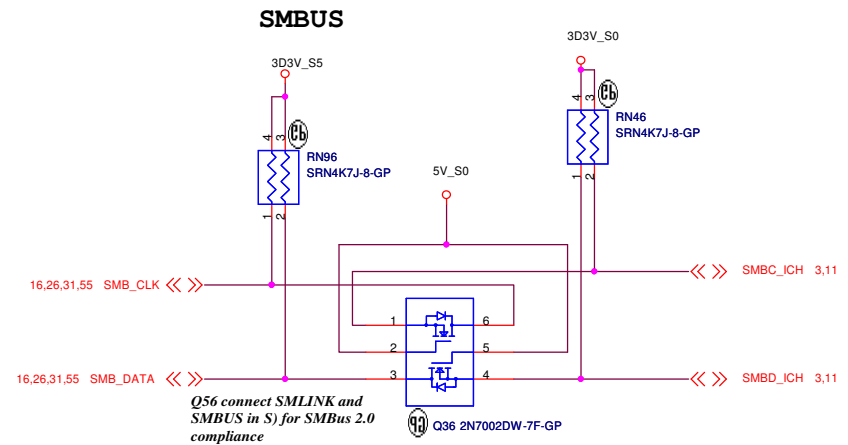 SMBUS
3D3V_S0
3D3V_S5
4
3
RN46
SRN4K7J-8-GP
4
3
RN96
SRN4K7J-8-GP
5V_S0
1
2
1
2
SMBC_ICH 3,11
16,26,31,55 SMB_CLK
1
6
2
5
16,26,31,55 SMB_DATA
3
4
SMBD_ICH 3,11
Q56 connect SMLINK and
SMBUS in S) for SMBus 2.0
compliance
Q36 2N7002DW-7F-GP